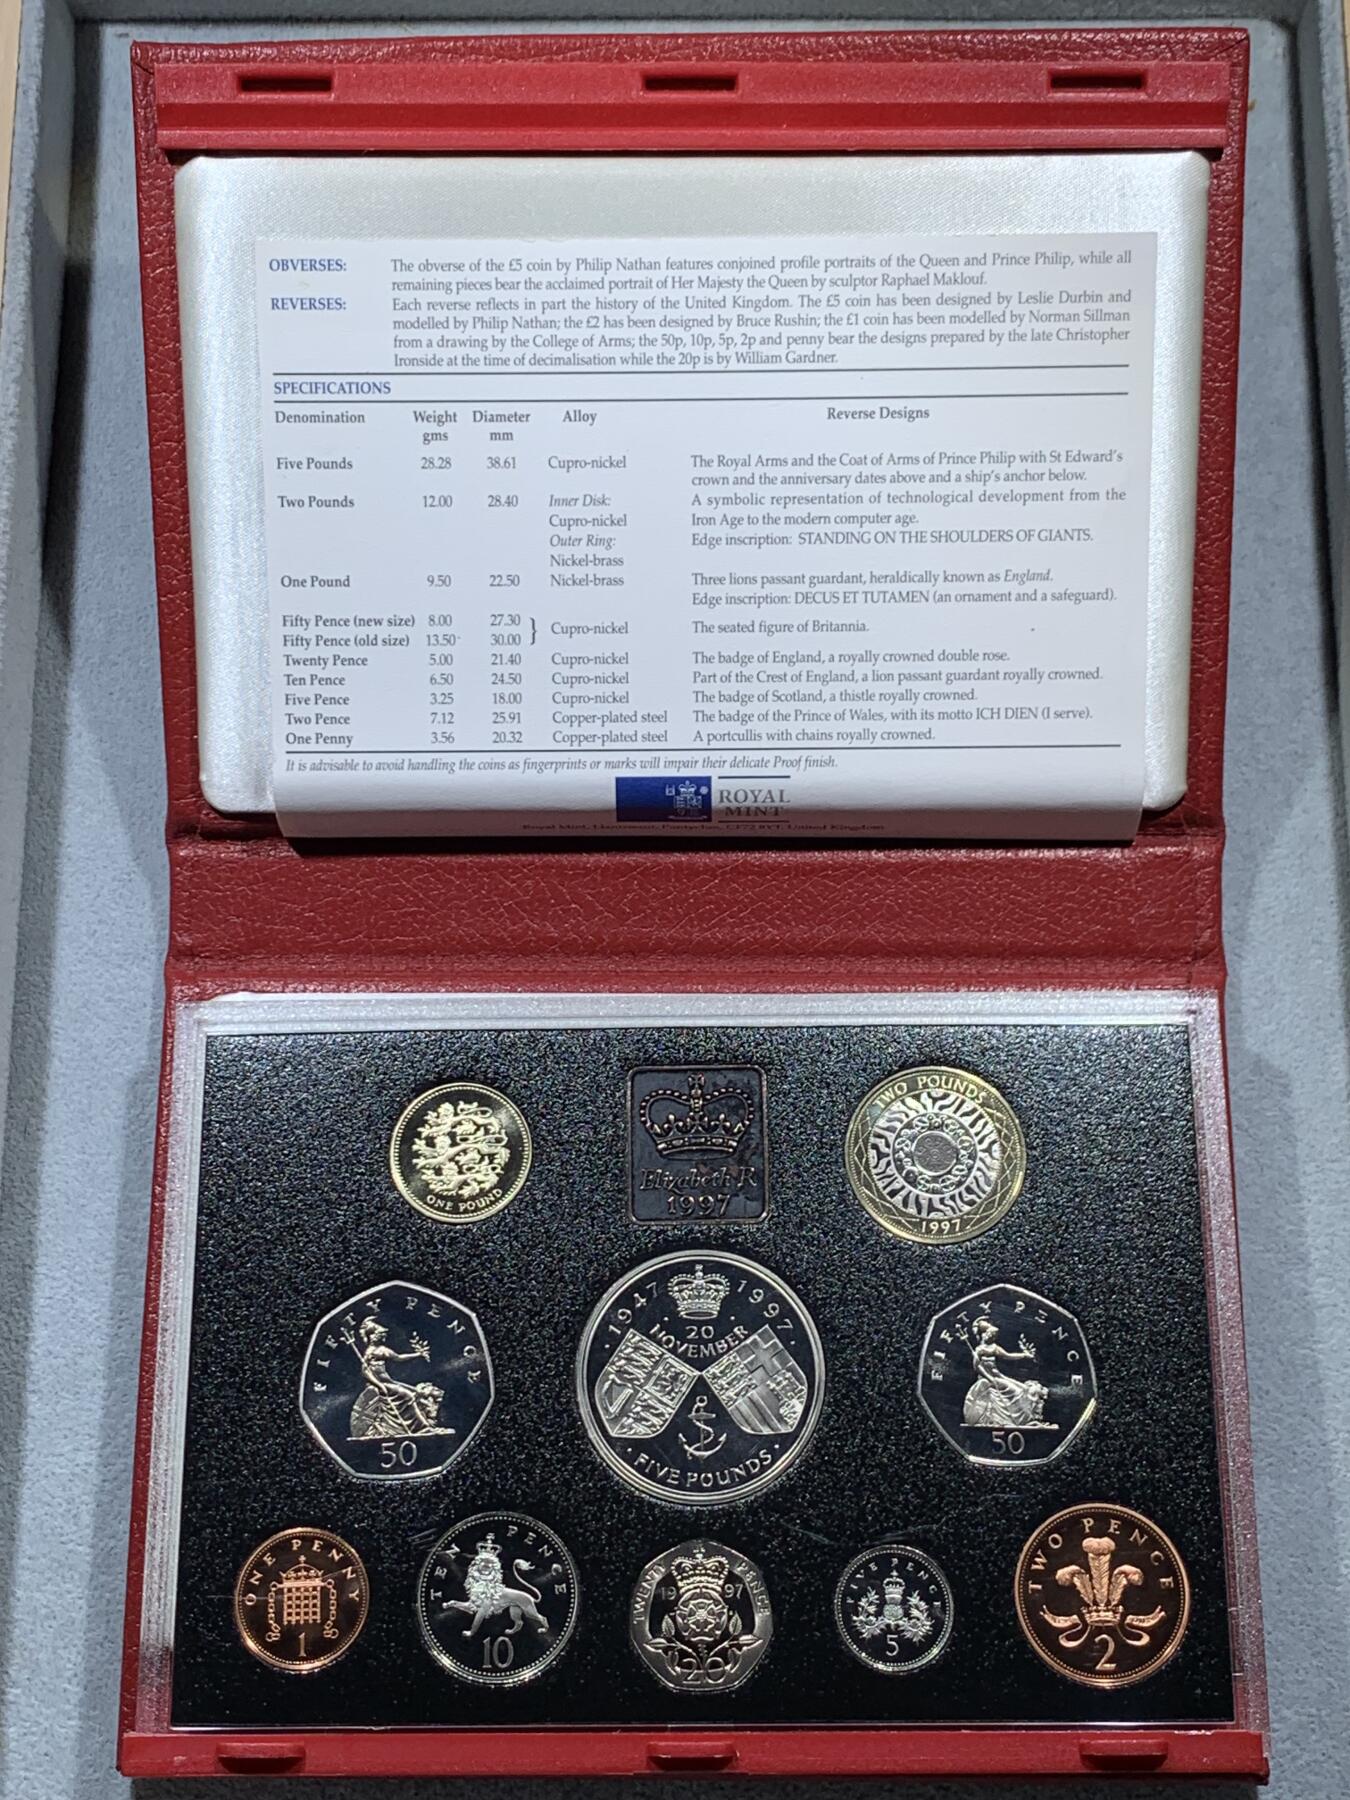 OBVERSES: The obverse of the £5 coin by Philip Nathan features conjoined profile portraits of the Queen and Prince Philip, while all
remaining pieces bear the acclaimed portrait of Her Majesty the Queen by sculptor Raphael Maklouf.
REVERSES: Each reverse reflects in part the history of the United Kingdom. The £5 coin has been designed by Leslie Durbin and
modelled by Philip Nathan; the £2 has been designed by Bruce Rushin; the £1 coin has been modelled by Norman Sillman
from a drawing by the College of Arms; the 50p, 10p, 5p, 2p and penny bear the designs prepared by the late Christopher
Ironside at the time of decimalisation while the 20p is by William Gardner.
SPECIFICATIONS
Denomination Weight Diameter Alloy Reverse Designs
gms mm
Five Pounds 28.28 38.61 Cupro-nickel The Royal Arms and the Coat of Arms of Prince Philip with St Edward's
crown and the anniversary dates above and a ship's anchor below.
Two Pounds 12.00 28.40 Inner Disk: A symbolic representation of technological development from the
Cupro-nickel Iron Age to the modern computer age.
Outer Ring: Edge inscription: STANDING ON THE SHOULDERS OF GIANTS.
Nickel-brass
One Pound 9.50 22.50 Nickel-brass Three lions passant guardant, heraldically known as England.
Edge inscription: DECUS ET TUTAMEN (an ornament and a safeguard).
Fifty Pence (new size) 8.00 27.30
Fifty Pence (old size) 13.50 30.00 } Cupro-nickel The seated figure of Britannia.
Twenty Pence 5.00 21.40 Cupro-nickel The badge of England, a royally crowned double rose.
Ten Pence 6.50 24.50 Cupro-nickel Part of the Crest of England, a lion passant guardant royally crowned.
Five Pence 3.25 18.00 Cupro-nickel The badge of Scotland, a thistle royally crowned.
Two Pence 7.12 25.91 Copper-plated steel The badge of the Prince of Wales, with its motto ICH DIEN (I serve).
One Penny 3.56 20.32 Copper-plated steel A portcullis with chains royally crowned.
It is advisable to avoid handling the coins as fingerprints or marks will impair their delicate Proof finish.
ROYAL
MINT
Royal Mint, Llantrisant, Pontyclun, CF72 8YT, United Kingdom
ONE POUND
Elizabeth R
1997
TWO POUNDS
1997
FIFTY PENCE
50
1947 1997
20
NOVEMBER
FIVE POUNDS
FIFTY PENCE
50
ONE PENNY
1
TEN PENCE
10
TWENTY PENCE
1997
20
FIVE PENCE
5
TWO PENCE
2